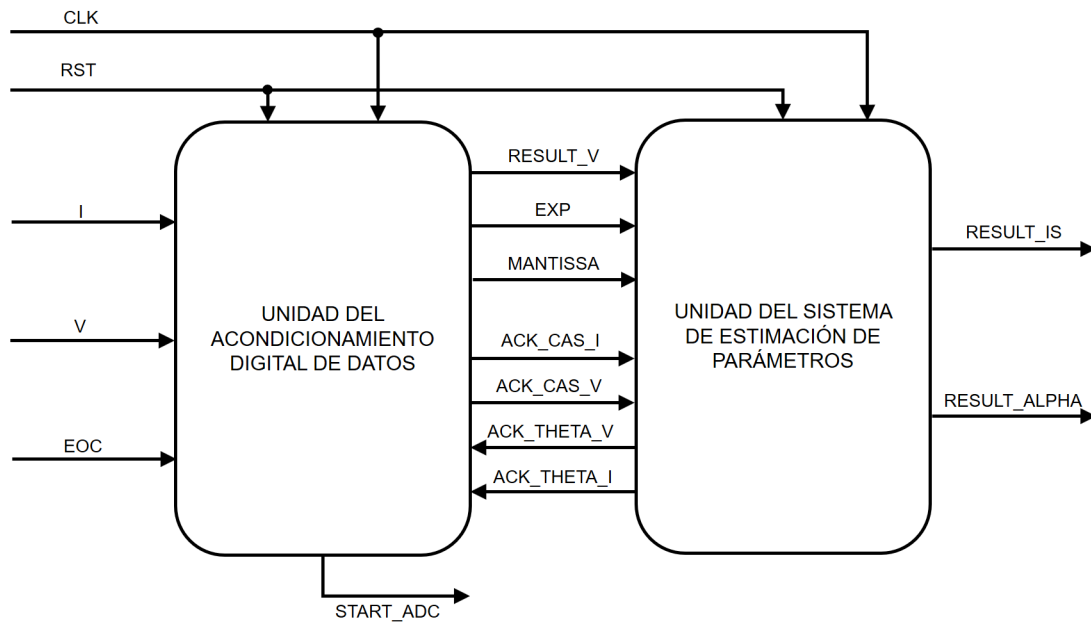 CLK
RST
I
V
EOC
UNIDAD DEL
ACONDICIONAMIENTO
DIGITAL DE DATOS
RESULT_V
EXP
MANTISSA
ACK_CAS_I
ACK_CAS_V
ACK_THETA_V
ACK_THETA_I
UNIDAD DEL SISTEMA
DE ESTIMACIÓN DE
PARÁMETROS
RESULT_IS
RESULT_ALPHA
START_ADC